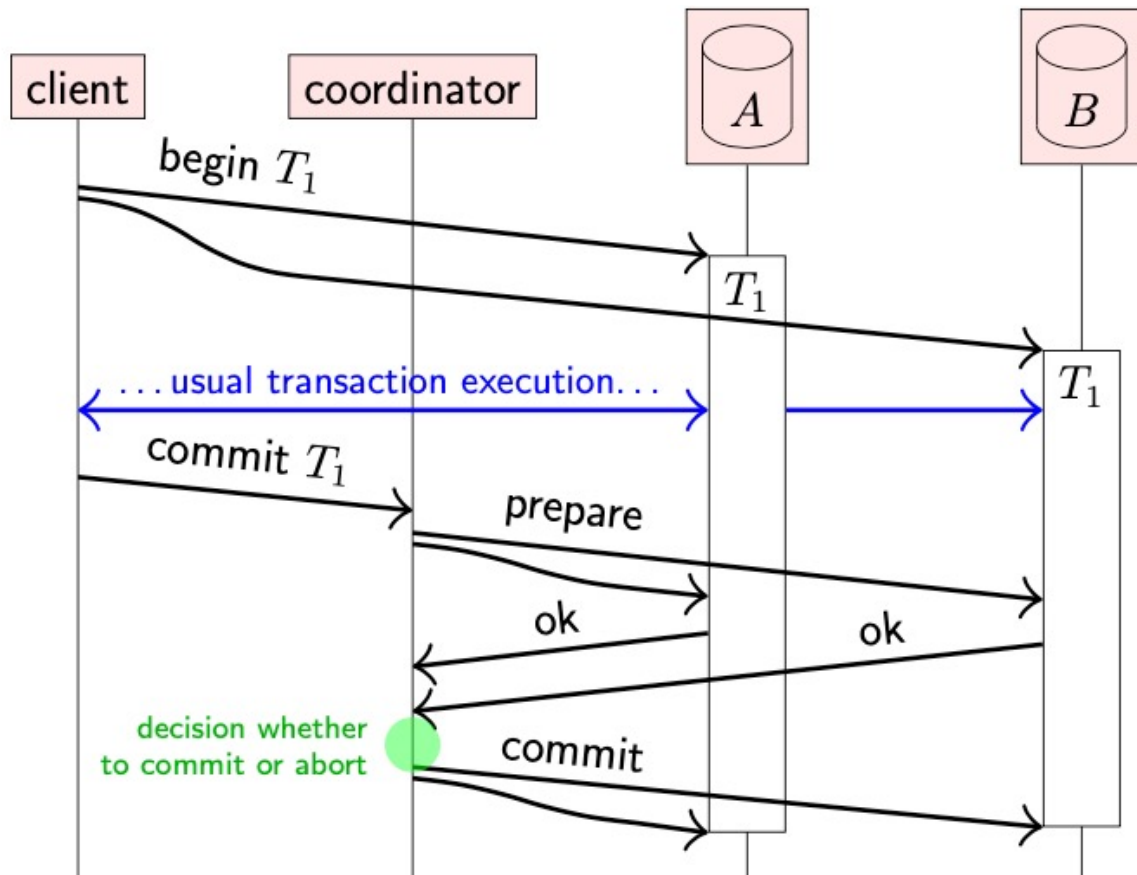 client
coordinator
A
B
begin T₁
T₁
...usual transaction execution...
T₁
commit T₁
prepare
ok
ok
decision whether
to commit or abort
commit